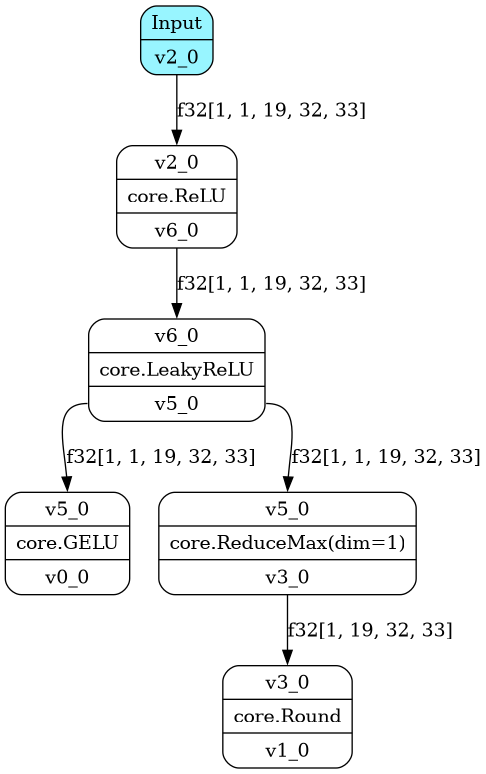 Input
v2_0
f32[1, 1, 19, 32, 33]
v2_0
core.ReLU
v6_0
f32[1, 1, 19, 32, 33]
v6_0
core.LeakyReLU
v5_0
f32[1, 1, 19, 32, 33]
f32[1, 1, 19, 32, 33]
v5_0
core.GELU
v0_0
v5_0
core.ReduceMax(dim=1)
v3_0
f32[1, 19, 32, 33]
v3_0
core.Round
v1_0